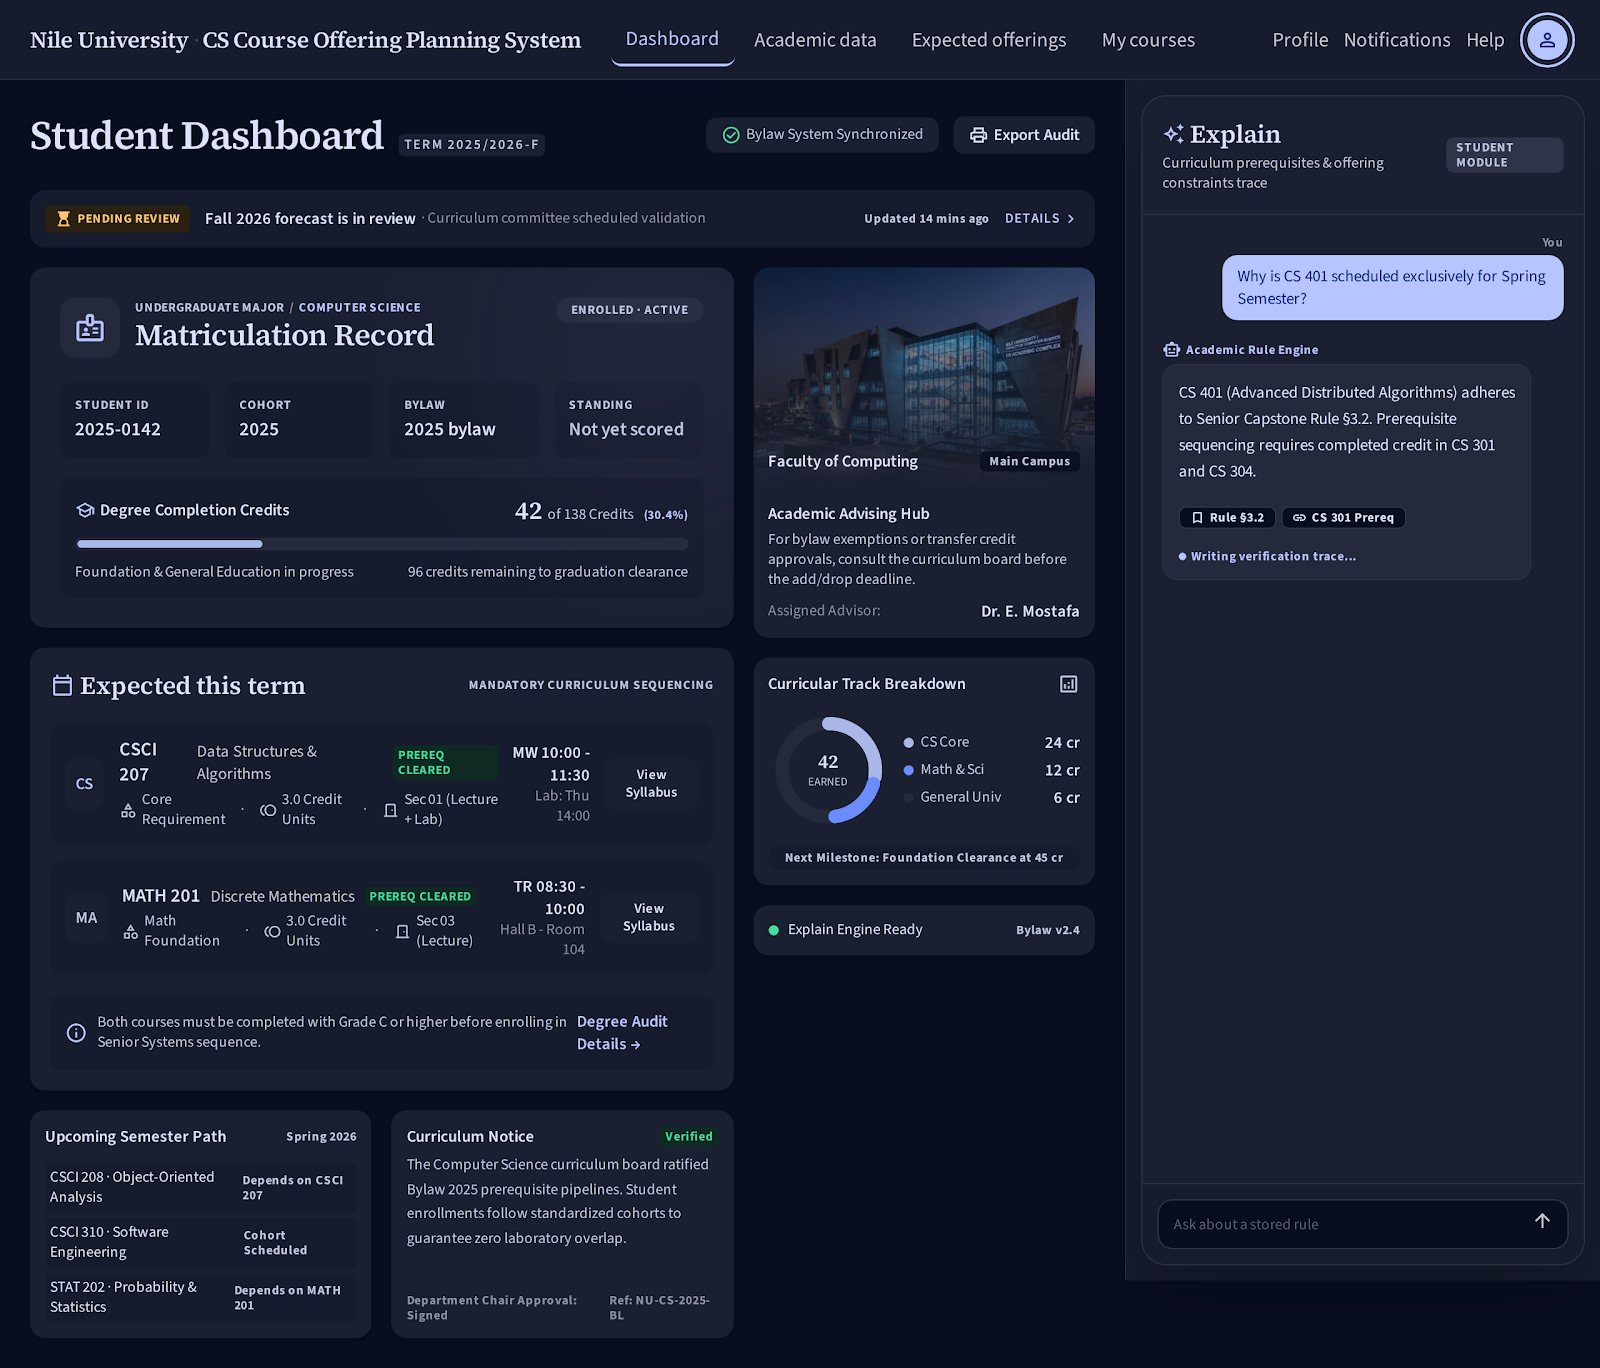 Nile University · CS Course Offering Planning System
Dashboard
Academic data
Expected offerings
My courses
Profile
Notifications
Help
Student Dashboard
TERM 2025/2026-F
Bylaw System Synchronized
Export Audit
PENDING REVIEW
Fall 2026 forecast is in review · Curriculum committee scheduled validation
Updated 14 mins ago
DETAILS
UNDERGRADUATE MAJOR / COMPUTER SCIENCE
Matriculation Record
ENROLLED · ACTIVE
STUDENT ID
2025-0142
COHORT
2025
BYLAW
2025 bylaw
STANDING
Not yet scored
Degree Completion Credits
42 of 138 Credits (30.4%)
Foundation & General Education in progress
96 credits remaining to graduation clearance
Faculty of Computing
Main Campus
Academic Advising Hub
For bylaw exemptions or transfer credit
approvals, consult the curriculum board before
the add/drop deadline.
Assigned Advisor:
Dr. E. Mostafa
Expected this term
MANDATORY CURRICULUM SEQUENCING
CS
CSCI
207
Data Structures &
Algorithms
PREREQ
CLEARED
Core
Requirement
·
3.0 Credit
Units
·
Sec 01 (Lecture
+ Lab)
MW 10:00 -
11:30
Lab: Thu
14:00
View
Syllabus
MA
MATH 201
Discrete Mathematics
PREREQ CLEARED
Math
Foundation
·
3.0 Credit
Units
·
Sec 03
(Lecture)
TR 08:30 -
10:00
Hall B - Room
104
View
Syllabus
Both courses must be completed with Grade C or higher before enrolling in
Senior Systems sequence.
Degree Audit
Details →
Curricular Track Breakdown
42
EARNED
CS Core
24 cr
Math & Sci
12 cr
General Univ
6 cr
Next Milestone: Foundation Clearance at 45 cr
Explain Engine Ready
Bylaw v2.4
Upcoming Semester Path
Spring 2026
CSCI 208 · Object-Oriented
Analysis
Depends on CSCI
207
CSCI 310 · Software
Engineering
Cohort
Scheduled
STAT 202 · Probability &
Statistics
Depends on MATH
201
Curriculum Notice
Verified
The Computer Science curriculum board ratified
Bylaw 2025 prerequisite pipelines. Student
enrollments follow standardized cohorts to
guarantee zero laboratory overlap.
Department Chair Approval:
Signed
Ref: NU-CS-2025-
BL
Explain
Curriculum prerequisites & offering
constraints trace
STUDENT
MODULE
You
Why is CS 401 scheduled exclusively for Spring
Semester?
Academic Rule Engine
CS 401 (Advanced Distributed Algorithms) adheres
to Senior Capstone Rule §3.2. Prerequisite
sequencing requires completed credit in CS 301
and CS 304.
Rule §3.2
CS 301 Prereq
Writing verification trace...
Ask about a stored rule